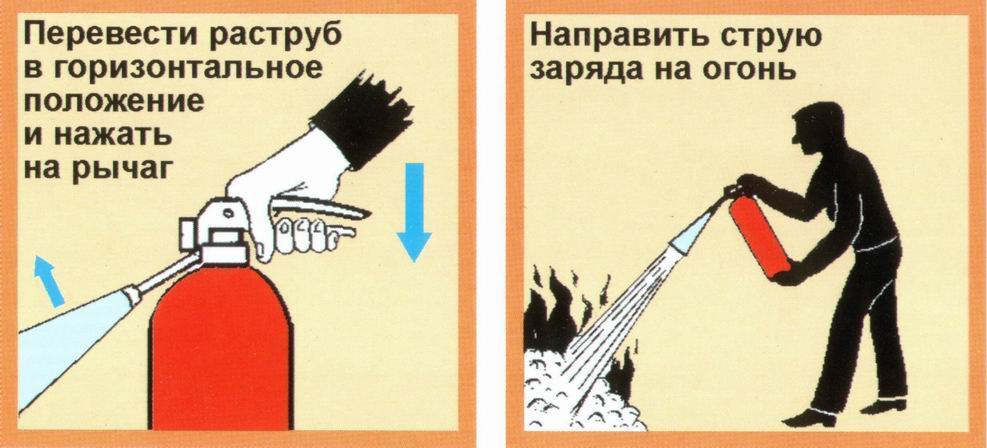 Перевести раструб
в горизонтальное
положение
и нажать
на рычаг
Направить струю
заряда на огонь